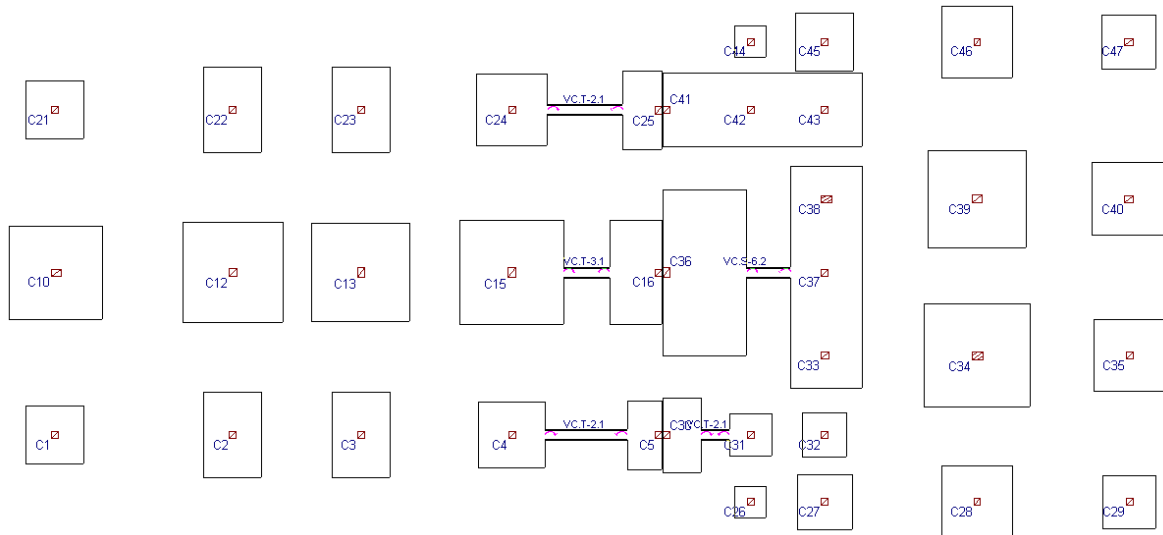 C44
C45
C46
C47
C21
C22
C23
C24
VC.T-2.1
C25
C41
C42
C43
C38
C39
C40
C10
C12
C13
C15
VC.T-3.1
C16
C36
VC.S-6.2
C37
C33
C34
C35
C1
C2
C3
C4
VC.T-2.1
C5
C30
VC.T-2.1
C31
C32
C26
C27
C28
C29